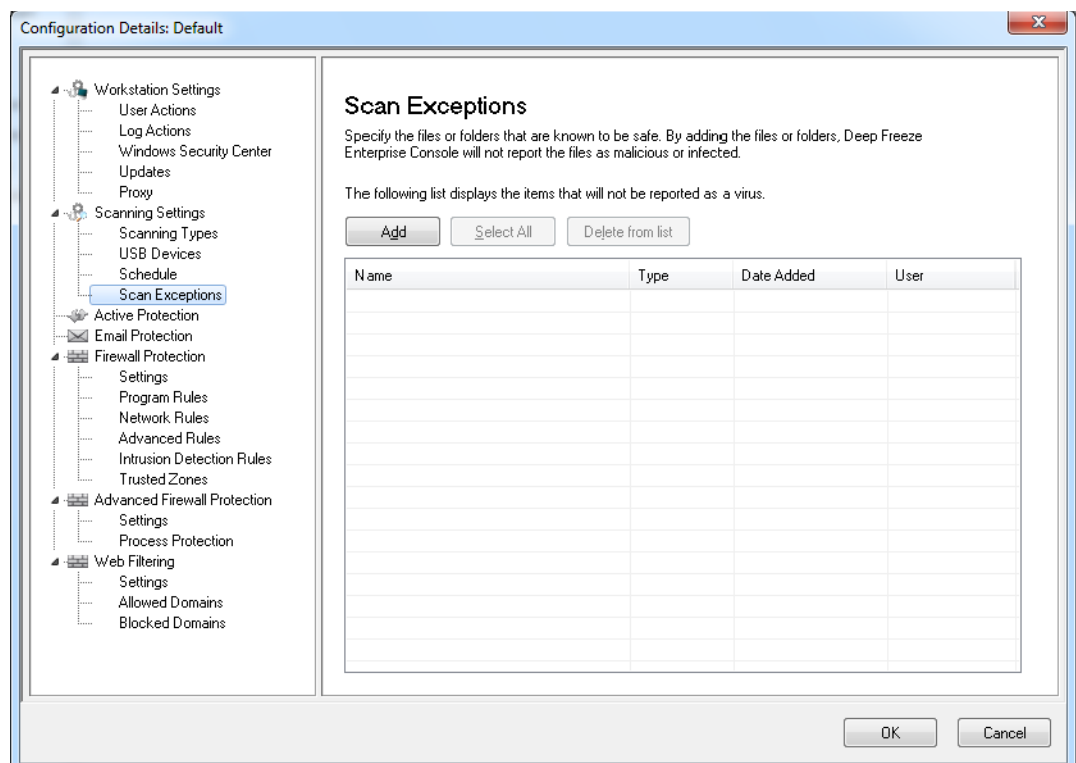 Configuration Details: Default
Workstation Settings
User Actions
Log Actions
Windows Security Center
Updates
Proxy
Scanning Settings
Scanning Types
USB Devices
Schedule
Scan Exceptions
Active Protection
Email Protection
Firewall Protection
Settings
Program Rules
Network Rules
Advanced Rules
Intrusion Detection Rules
Trusted Zones
Advanced Firewall Protection
Settings
Process Protection
Web Filtering
Settings
Allowed Domains
Blocked Domains
Scan Exceptions
Specify the files or folders that are known to be safe. By adding the files or folders, Deep Freeze
Enterprise Console will not report the files as malicious or infected.
The following list displays the items that will not be reported as a virus.
Add Select All Delete from list
Name Type Date Added User
OK Cancel